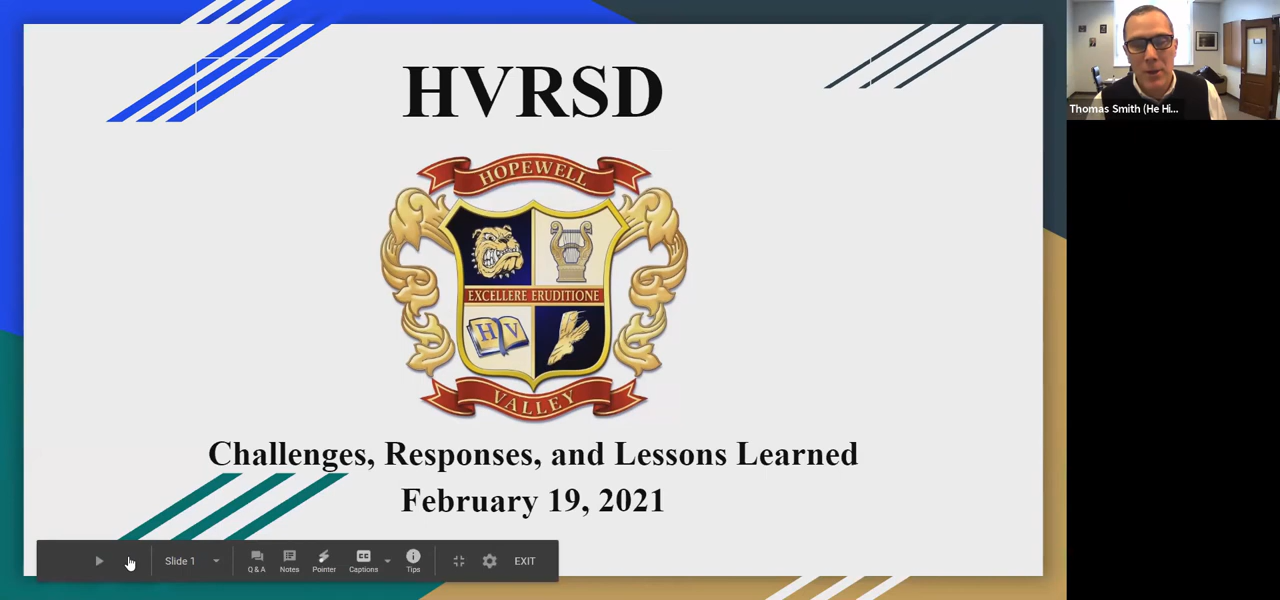 HVRSD
HOPEWELL
EXCELLERE ERUDITIONE
H V
VALLEY
Challenges, Responses, and Lessons Learned
February 19, 2021
Slide 1
Q & A
Notes
Pointer
Captions
Tips
EXIT
Thomas Smith (He Hi...